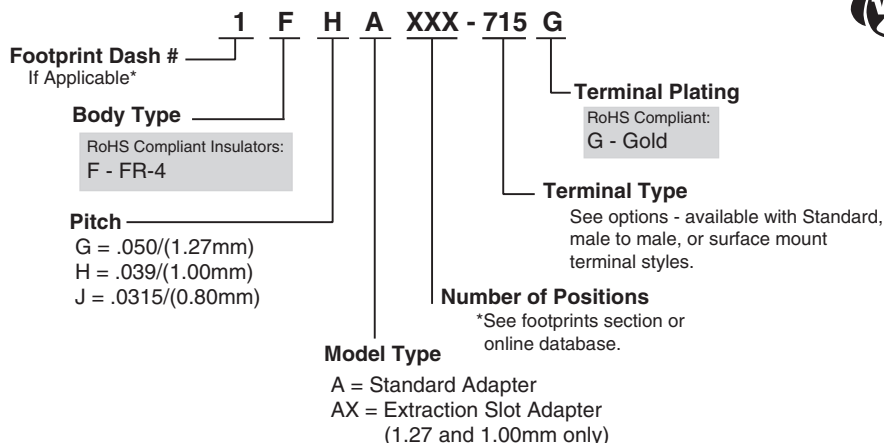 1 F H A XXX - 715 G
Footprint Dash #
If Applicable*
Body Type
RoHS Compliant Insulators:
F - FR-4
Pitch
G = .050/(1.27mm)
H = .039/(1.00mm)
J = .0315/(0.80mm)
Model Type
A = Standard Adapter
AX = Extraction Slot Adapter
(1.27 and 1.00mm only)
Number of Positions
*See footprints section or
online database.
Terminal Type
See options - available with Standard,
male to male, or surface mount
terminal styles.
Terminal Plating
RoHS Compliant:
G - Gold